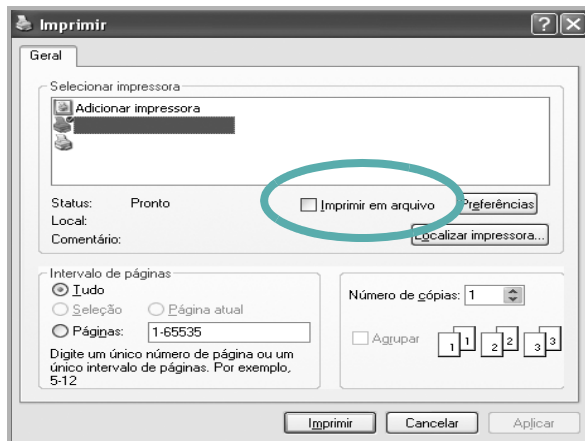 Imprimir
Geral
Selecionar impressora
Adicionar impressora
Status: Pronto
Local:
Comentário:
Imprimir em arquivo
Preferências
Localizar impressora...
Intervalo de páginas
Tudo
Seleção Página atual
Páginas: 1-65535
Digite um único número de página ou um
único intervalo de páginas. Por exemplo,
5-12
Número de cópias: 1
Agrupar
1 1 2 2 3 3
Imprimir Cancelar Aplicar